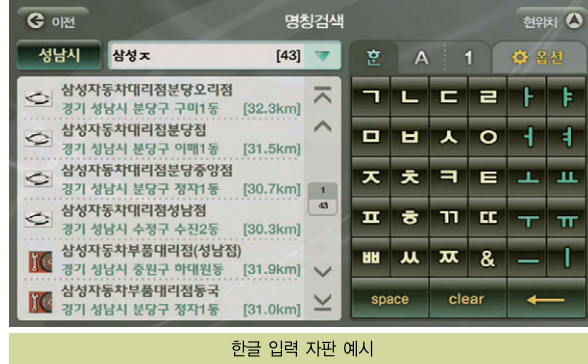 이전
명칭검색
현위치
성남시
삼성ㅈ
[43]
훈 A 1
옵션
삼성자동차대리점분당오리점
경기 성남시 분당구 구미1동 [32.3km]
삼성자동차대리점분당점
경기 성남시 분당구 이매1동 [31.5km]
삼성자동차대리점분당중앙점
경기 성남시 분당구 정자1동 [30.7km]
삼성자동차대리점성남점
경기 성남시 수정구 수진2동 [30.3km]
삼성자동차부품대리점(성남점)
경기 성남시 중원구 하대원동 [31.9km]
삼성자동차부품대리점동국
경기 성남시 분당구 정자1동 [31.0km]
1
43
ㄱ ㄴ ㄷ ㄹ ㅏ ㅑ
ㅁ ㅂ ㅅ ㅇ ㅓ ㅕ
ㅈ ㅊ ㅋ ㅌ ㅗ ㅛ
ㅍ ㅎ ㄲ ㄸ ㅜ ㅠ
ㅃ ㅆ ㅉ & ㅡ ㅣ
space clear ←
한글 입력 자판 예시